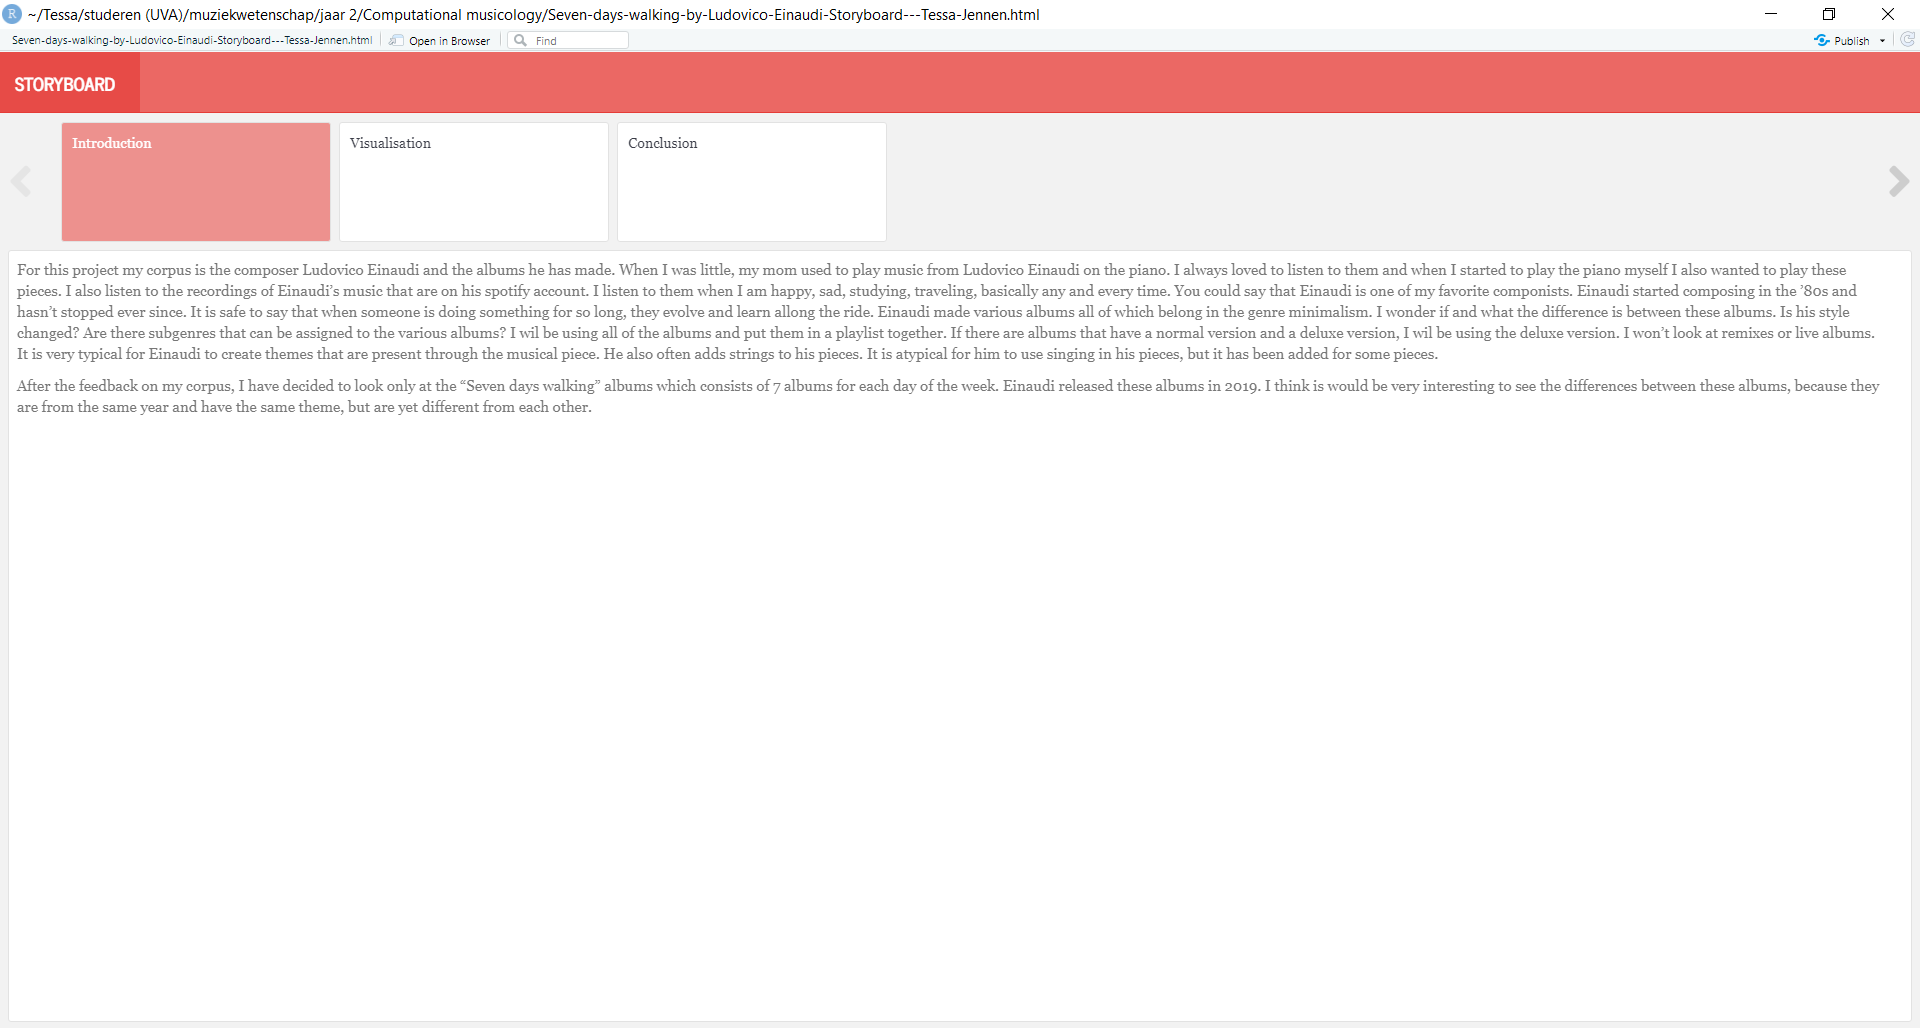 R ~/Tessa/studeren (UVA)/muziekwetenschap/jaar 2/Computational musicology/Seven-days-walking-by-Ludovico-Einaudi-Storyboard---Tessa-Jennen.html
Seven-days-walking-by-Ludovico-Einaudi-Storyboard---Tessa-Jennen.html Open in Browser Find Publish
STORYBOARD
Introduction Visualisation Conclusion
For this project my corpus is the composer Ludovico Einaudi and the albums he has made. When I was little, my mom used to play music from Ludovico Einaudi on the piano. I always loved to listen to them and when I started to play the piano myself I also wanted to play these
pieces. I also listen to the recordings of Einaudi’s music that are on his spotify account. I listen to them when I am happy, sad, studying, traveling, basically any and every time. You could say that Einaudi is one of my favorite componists. Einaudi started composing in the ’80s and
hasn’t stopped ever since. It is safe to say that when someone is doing something for so long, they evolve and learn allong the ride. Einaudi made various albums all of which belong in the genre minimalism. I wonder if and what the difference is between these albums. Is his style
changed? Are there subgenres that can be assigned to the various albums? I wil be using all of the albums and put them in a playlist together. If there are albums that have a normal version and a deluxe version, I wil be using the deluxe version. I won’t look at remixes or live albums.
It is very typical for Einaudi to create themes that are present through the musical piece. He also often adds strings to his pieces. It is atypical for him to use singing in his pieces, but it has been added for some pieces.
After the feedback on my corpus, I have decided to look only at the “Seven days walking” albums which consists of 7 albums for each day of the week. Einaudi released these albums in 2019. I think is would be very interesting to see the differences between these albums, because they
are from the same year and have the same theme, but are yet different from each other.